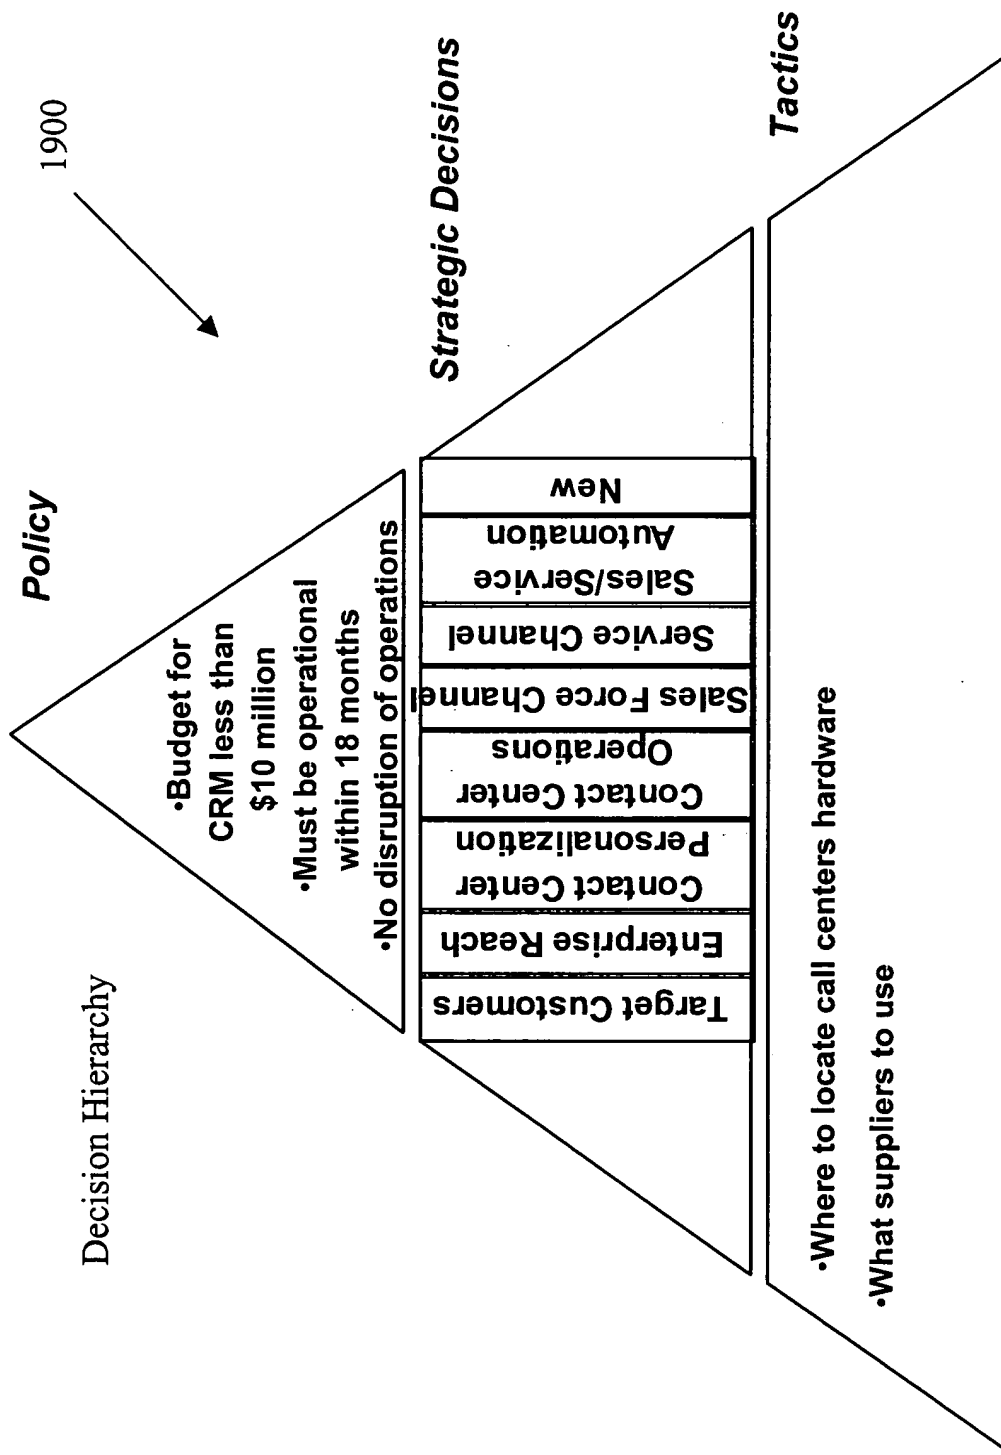 Decision Hierarchy
Policy
1900
•Budget for
CRM less than
$10 million
•Must be operational
within 18 months
•No disruption of operations
Strategic Decisions
Target Customers
Enterprise Reach
Contact Center
Personalization
Contact Center
Operations
Sales Force Channel
Service Channel
Sales/Service
Automation
New
Tactics
•Where to locate call centers hardware
•What suppliers to use